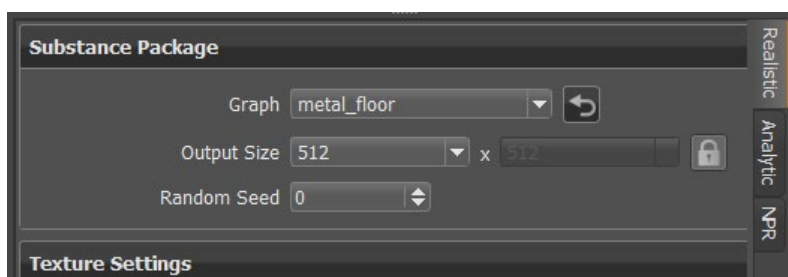 Substance Package
Graph metal_floor
Output Size 512 x 512
Random Seed 0
Texture Settings
Realistic
Analytic
NPR